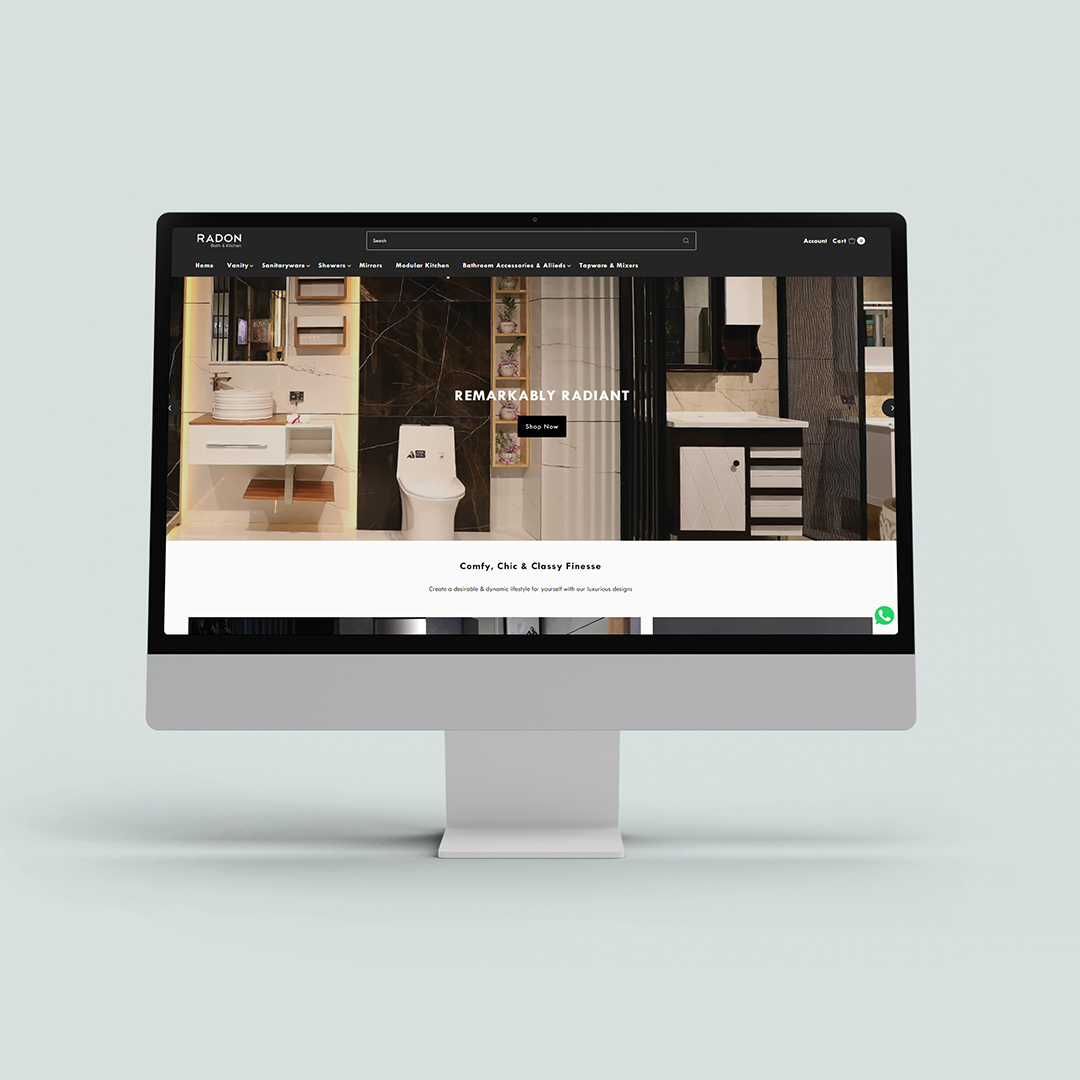 RADON
Bath & Kitchen
Search
Account Cart 0
Home Vanity Sanitaryware Showers Mirrors Modular Kitchen Bathroom Accessories & Allieds Tapware & Mixers
REMARKABLY RADIANT
Shop Now
Comfy, Chic & Classy Finesse
Create a desirable & dynamic lifestyle for yourself with our luxurious designs